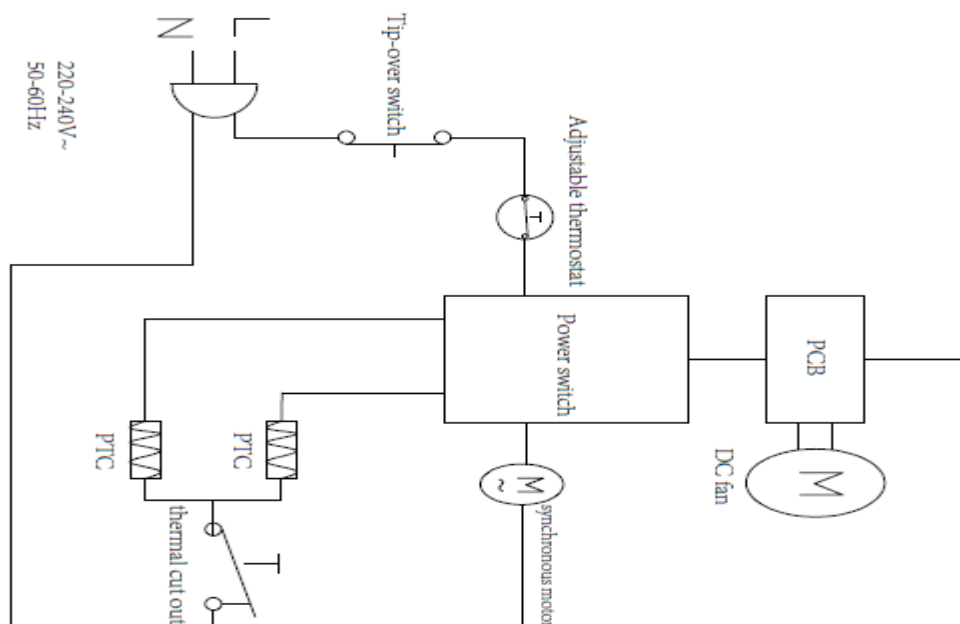 L
N
220-240V~
50-60Hz
Tip-over switch
Adjustable thermostat
T
Power switch
PCB
M
DC fan
M
~
synchronous motor
PTC
PTC
thermal cut out